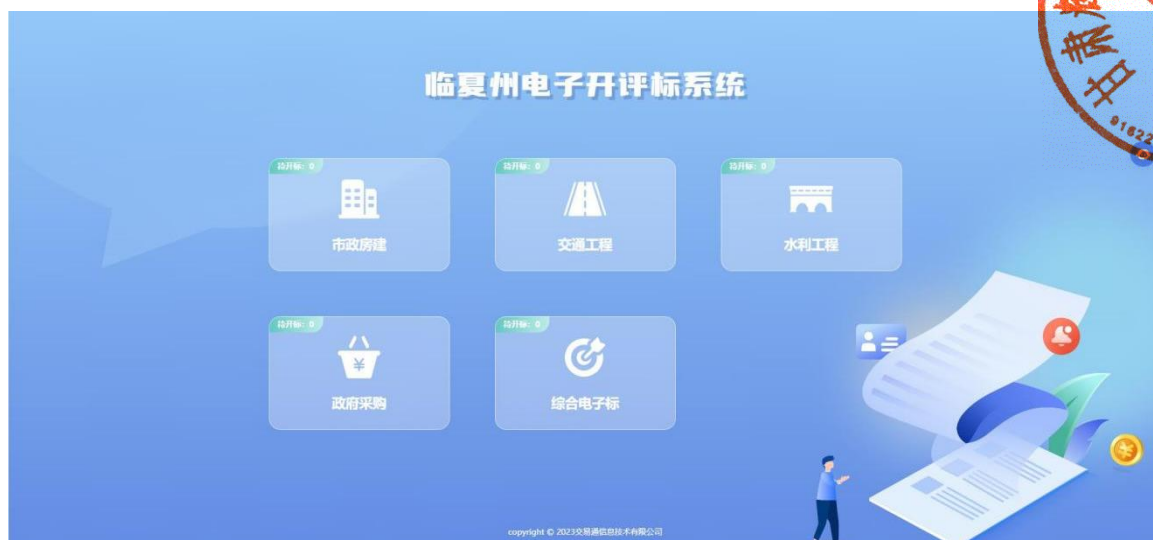 临夏州电子开评标系统
待开标：0
待开标：0
待开标：0
市政房建
交通工程
水利工程
待开标：0
待开标：0
¥
政府采购
综合电子标
¥
copyright © 2023交易通信息技术有限公司
甘肃
91622